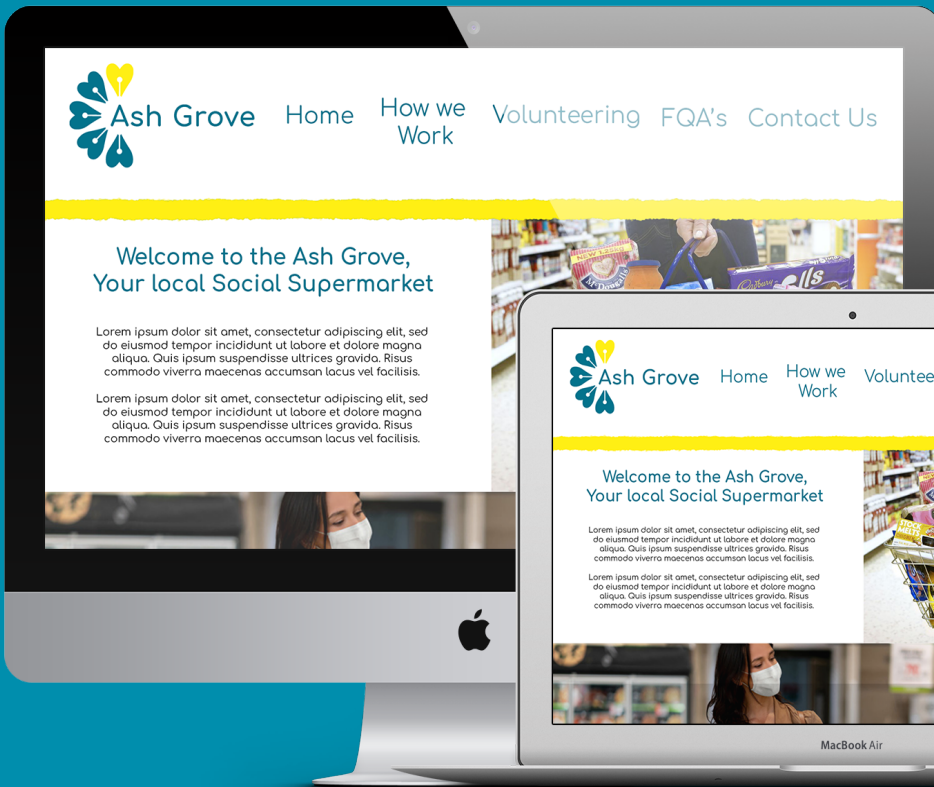 Ash Grove
Home
How we
Work
Volunteering
FQA's
Contact Us
Welcome to the Ash Grove,
Your local Social Supermarket
Lorem ipsum dolor sit amet, consectetur adipiscing elit, sed
do eiusmod tempor incididunt ut labore et dolore magna
aliqua. Quis ipsum suspendisse ultrices gravida. Risus
commodo viverra maecenas accumsan lacus vel facilisis.
Lorem ipsum dolor sit amet, consectetur adipiscing elit, sed
do eiusmod tempor incididunt ut labore et dolore magna
aliqua. Quis ipsum suspendisse ultrices gravida. Risus
commodo viverra maecenas accumsan lacus vel facilisis.
NEW 1.25KG
McDougalls
Cadbury
Ash Grove
Home
How we
Work
Voluntee
Welcome to the Ash Grove,
Your local Social Supermarket
Lorem ipsum dolor sit amet, consectetur adipiscing elit, sed
do eiusmod tempor incididunt ut labore et dolore magna
aliqua. Quis ipsum suspendisse ultrices gravida. Risus
commodo viverra maecenas accumsan lacus vel facilisis.
Lorem ipsum dolor sit amet, consectetur adipiscing elit, sed
do eiusmod tempor incididunt ut labore et dolore magna
aliqua. Quis ipsum suspendisse ultrices gravida. Risus
commodo viverra maecenas accumsan lacus vel facilisis.
MacBook Air